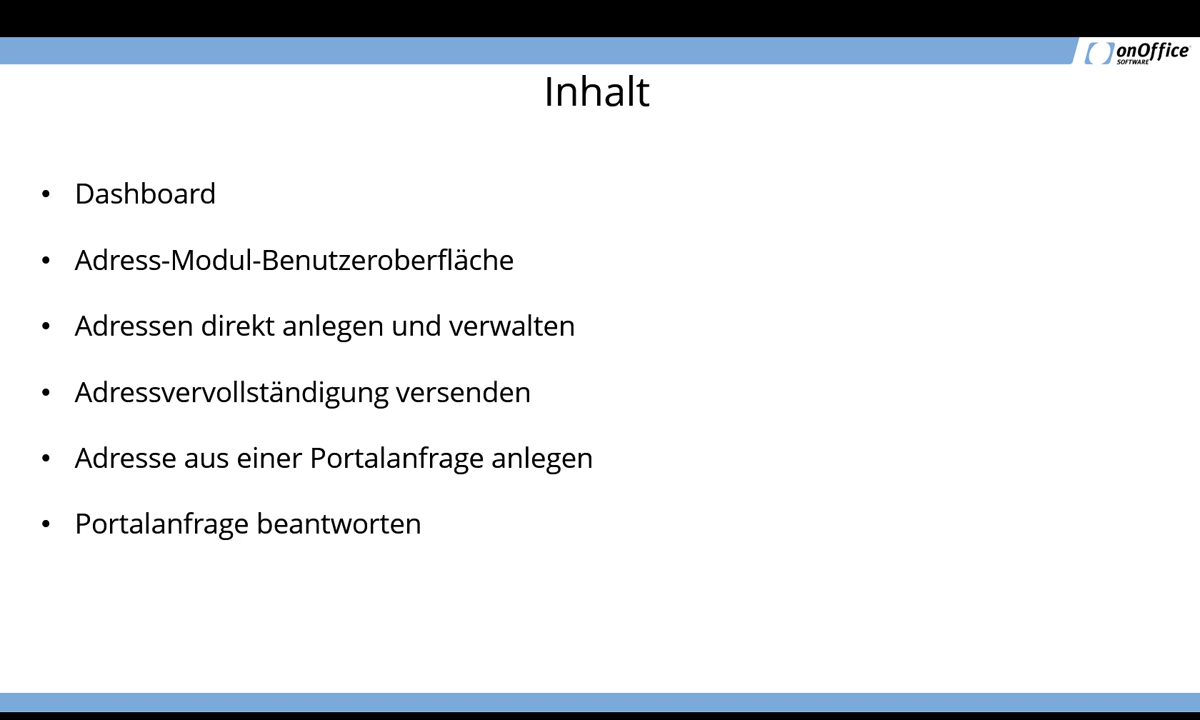 onOffice
SOFTWARE
Inhalt
• Dashboard
• Adress-Modul-Benutzeroberfläche
• Adressen direkt anlegen und verwalten
• Adressvervollständigung versenden
• Adresse aus einer Portalanfrage anlegen
• Portalanfrage beantworten